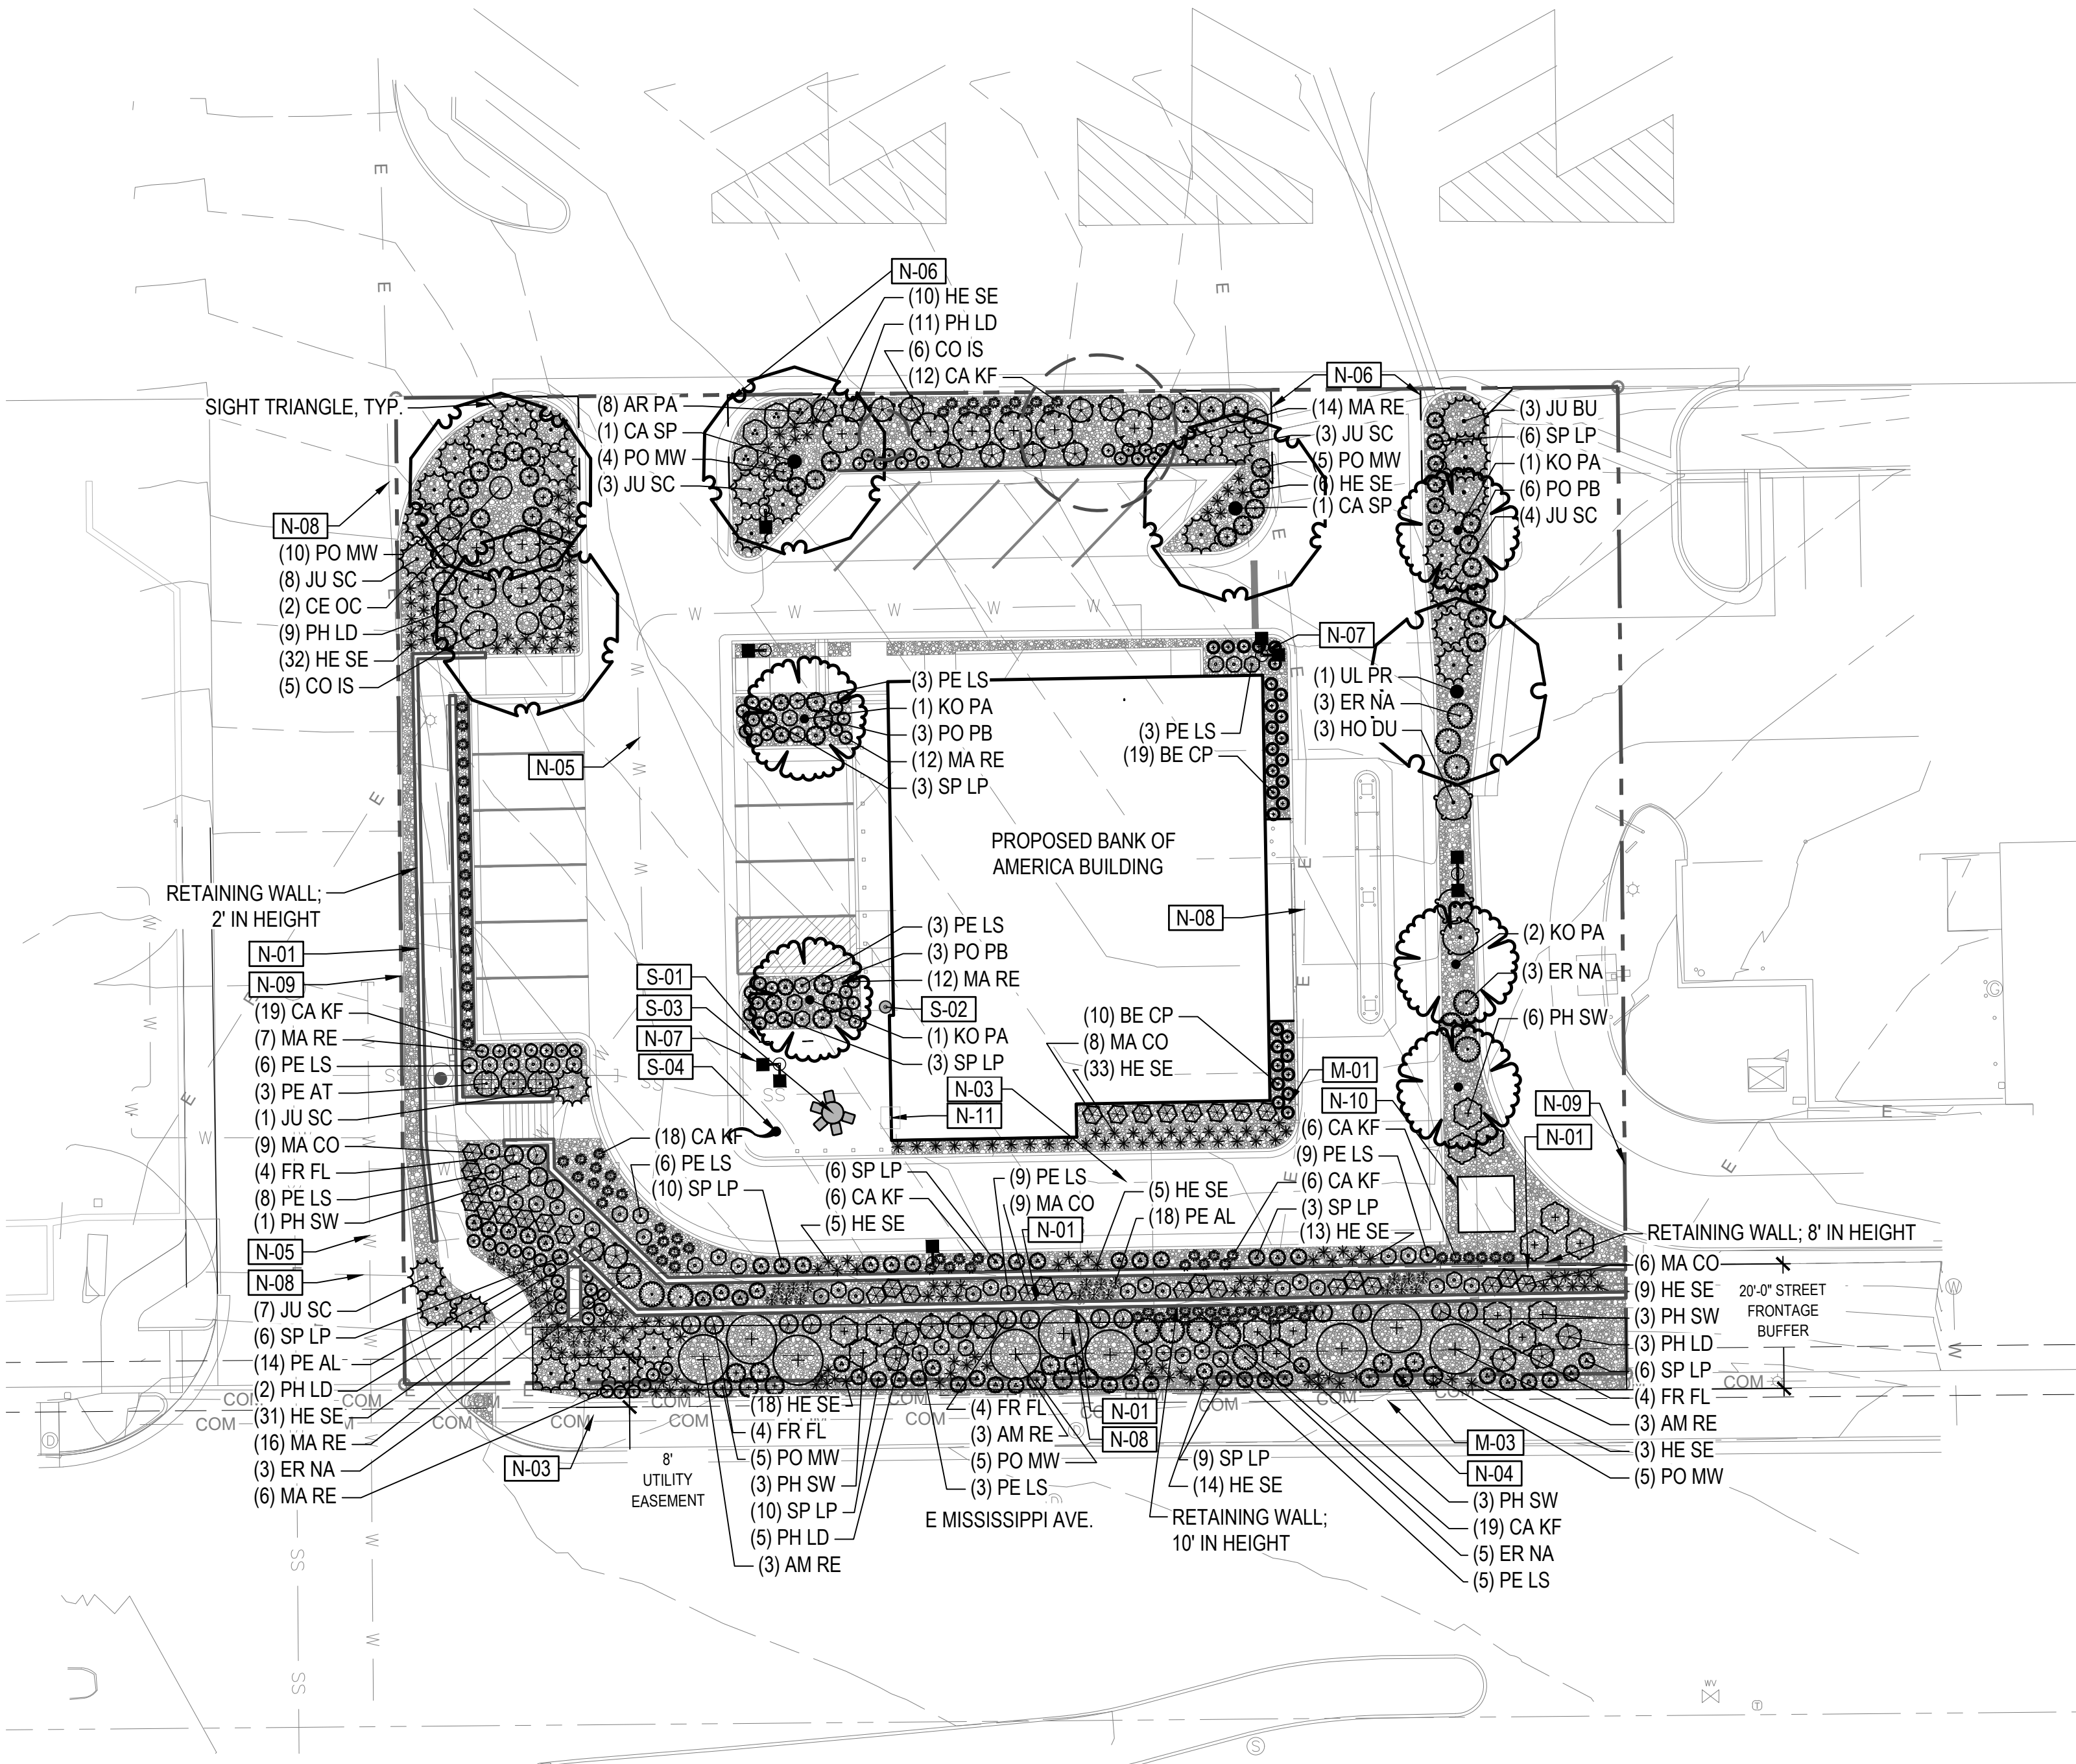 N-06
(10) HE SE
(11) PH LD
(6) CO IS
(12) CA KF
SIGHT TRIANGLE, TYP.
(8) AR PA
(1) CA SP
(4) PO MW
(3) JU SC
N-06
(14) MA RE
(3) JU SC
(5) PO MW
(6) HE SE
(1) CA SP
(3) JU BU
(6) SP LP
(1) KO PA
(6) PO PB
(4) JU SC
N-08
(10) PO MW
(8) JU SC
(2) CE OC
(9) PH LD
(32) HE SE
(5) CO IS
N-05
(3) PE LS
(1) KO PA
(3) PO PB
(12) MA RE
(3) SP LP
N-07
(1) UL PR
(3) ER NA
(3) HO DU
(3) PE LS
(19) BE CP
PROPOSED BANK OF
AMERICA BUILDING
RETAINING WALL;
2' IN HEIGHT
N-01
N-09
(19) CA KF
(7) MA RE
(6) PE LS
(3) PE AT
(1) JU SC
(9) MA CO
(4) FR FL
(8) PE LS
(1) PH SW
N-05
N-08
(7) JU SC
(6) SP LP
(14) PE AL
(2) PH LD
(31) HE SE
(16) MA RE
(3) ER NA
(6) MA RE
S-01
S-03
N-07
S-04
(3) PE LS
(3) PO PB
(12) MA RE
S-02
(1) KO PA
(3) SP LP
N-03
N-11
N-08
(10) BE CP
(8) MA CO
(33) HE SE
M-01
N-10
(2) KO PA
(3) ER NA
(6) PH SW
N-09
N-01
(18) CA KF
(6) PE LS
(10) SP LP
(6) SP LP
(6) CA KF
(5) HE SE
(9) PE LS
(9) MA CO
N-01
(5) HE SE
(18) PE AL
(6) CA KF
(9) PE LS
(6) CA KF
(3) SP LP
(13) HE SE
RETAINING WALL; 8' IN HEIGHT
(6) MA CO
(9) HE SE
(3) PH SW
(3) PH LD
(6) SP LP
(4) FR FL
(3) AM RE
(3) HE SE
(5) PO MW
20'-0" STREET
FRONTAGE
BUFFER
N-03
8'
UTILITY
EASEMENT
(18) HE SE
(4) FR FL
(5) PO MW
(3) PH SW
(10) SP LP
(5) PH LD
(3) AM RE
(4) FR FL
(3) AM RE
(5) PO MW
(3) PE LS
E MISSISSIPPI AVE.
N-01
N-08
(9) SP LP
(14) HE SE
RETAINING WALL;
10' IN HEIGHT
M-03
N-04
(3) PH SW
(19) CA KF
(5) ER NA
(5) PE LS
E
E
E
E
E
W W W W W
W
W
W
SS
SS
SS
SS
COM COM COM COM COM COM
COM COM COM COM COM
WV
T
S
D
W